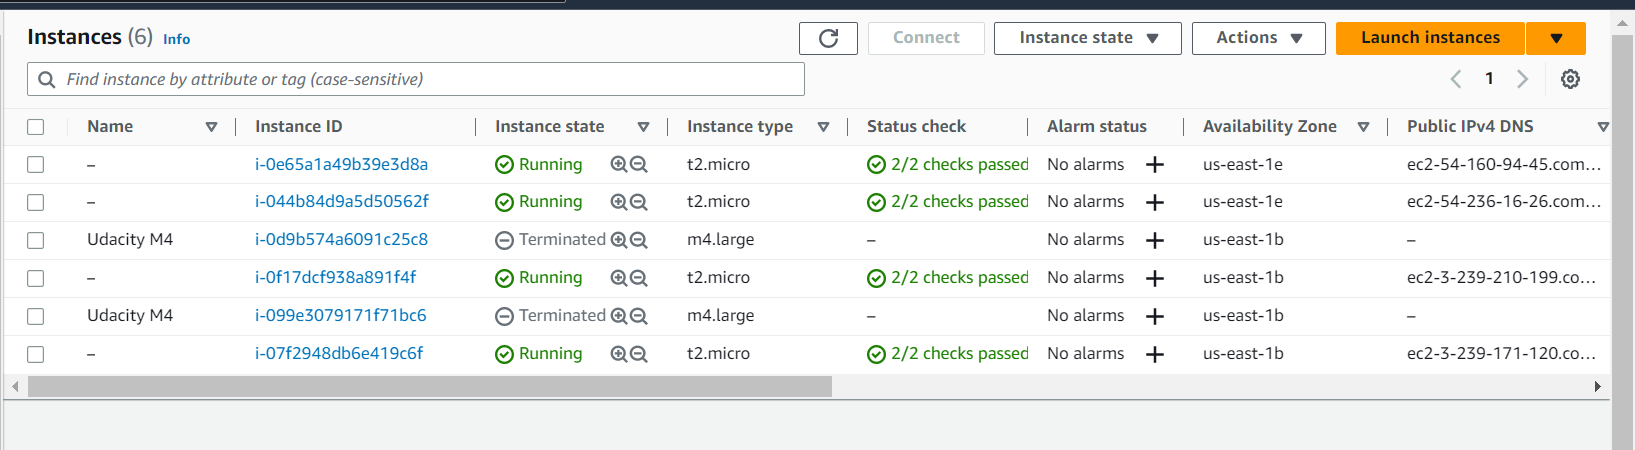 Instances (6) Info Connect Instance state Actions Launch instances
Find instance by attribute or tag (case-sensitive) 1
Name Instance ID Instance state Instance type Status check Alarm status Availability Zone Public IPv4 DNS
– i-0e65a1a49b39e3d8a Running t2.micro 2/2 checks passed No alarms + us-east-1e ec2-54-160-94-45.com...
– i-044b84d9a5d50562f Running t2.micro 2/2 checks passed No alarms + us-east-1e ec2-54-236-16-26.com...
Udacity M4 i-0d9b574a6091c25c8 Terminated m4.large – No alarms + us-east-1b –
– i-0f17dcf938a891f4f Running t2.micro 2/2 checks passed No alarms + us-east-1b ec2-3-239-210-199.co...
Udacity M4 i-099e3079171f71bc6 Terminated m4.large – No alarms + us-east-1b –
– i-07f2948db6e419c6f Running t2.micro 2/2 checks passed No alarms + us-east-1b ec2-3-239-171-120.co...